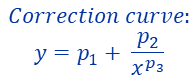 Correction curve:
y = p₁ + p₂ / x^p₃